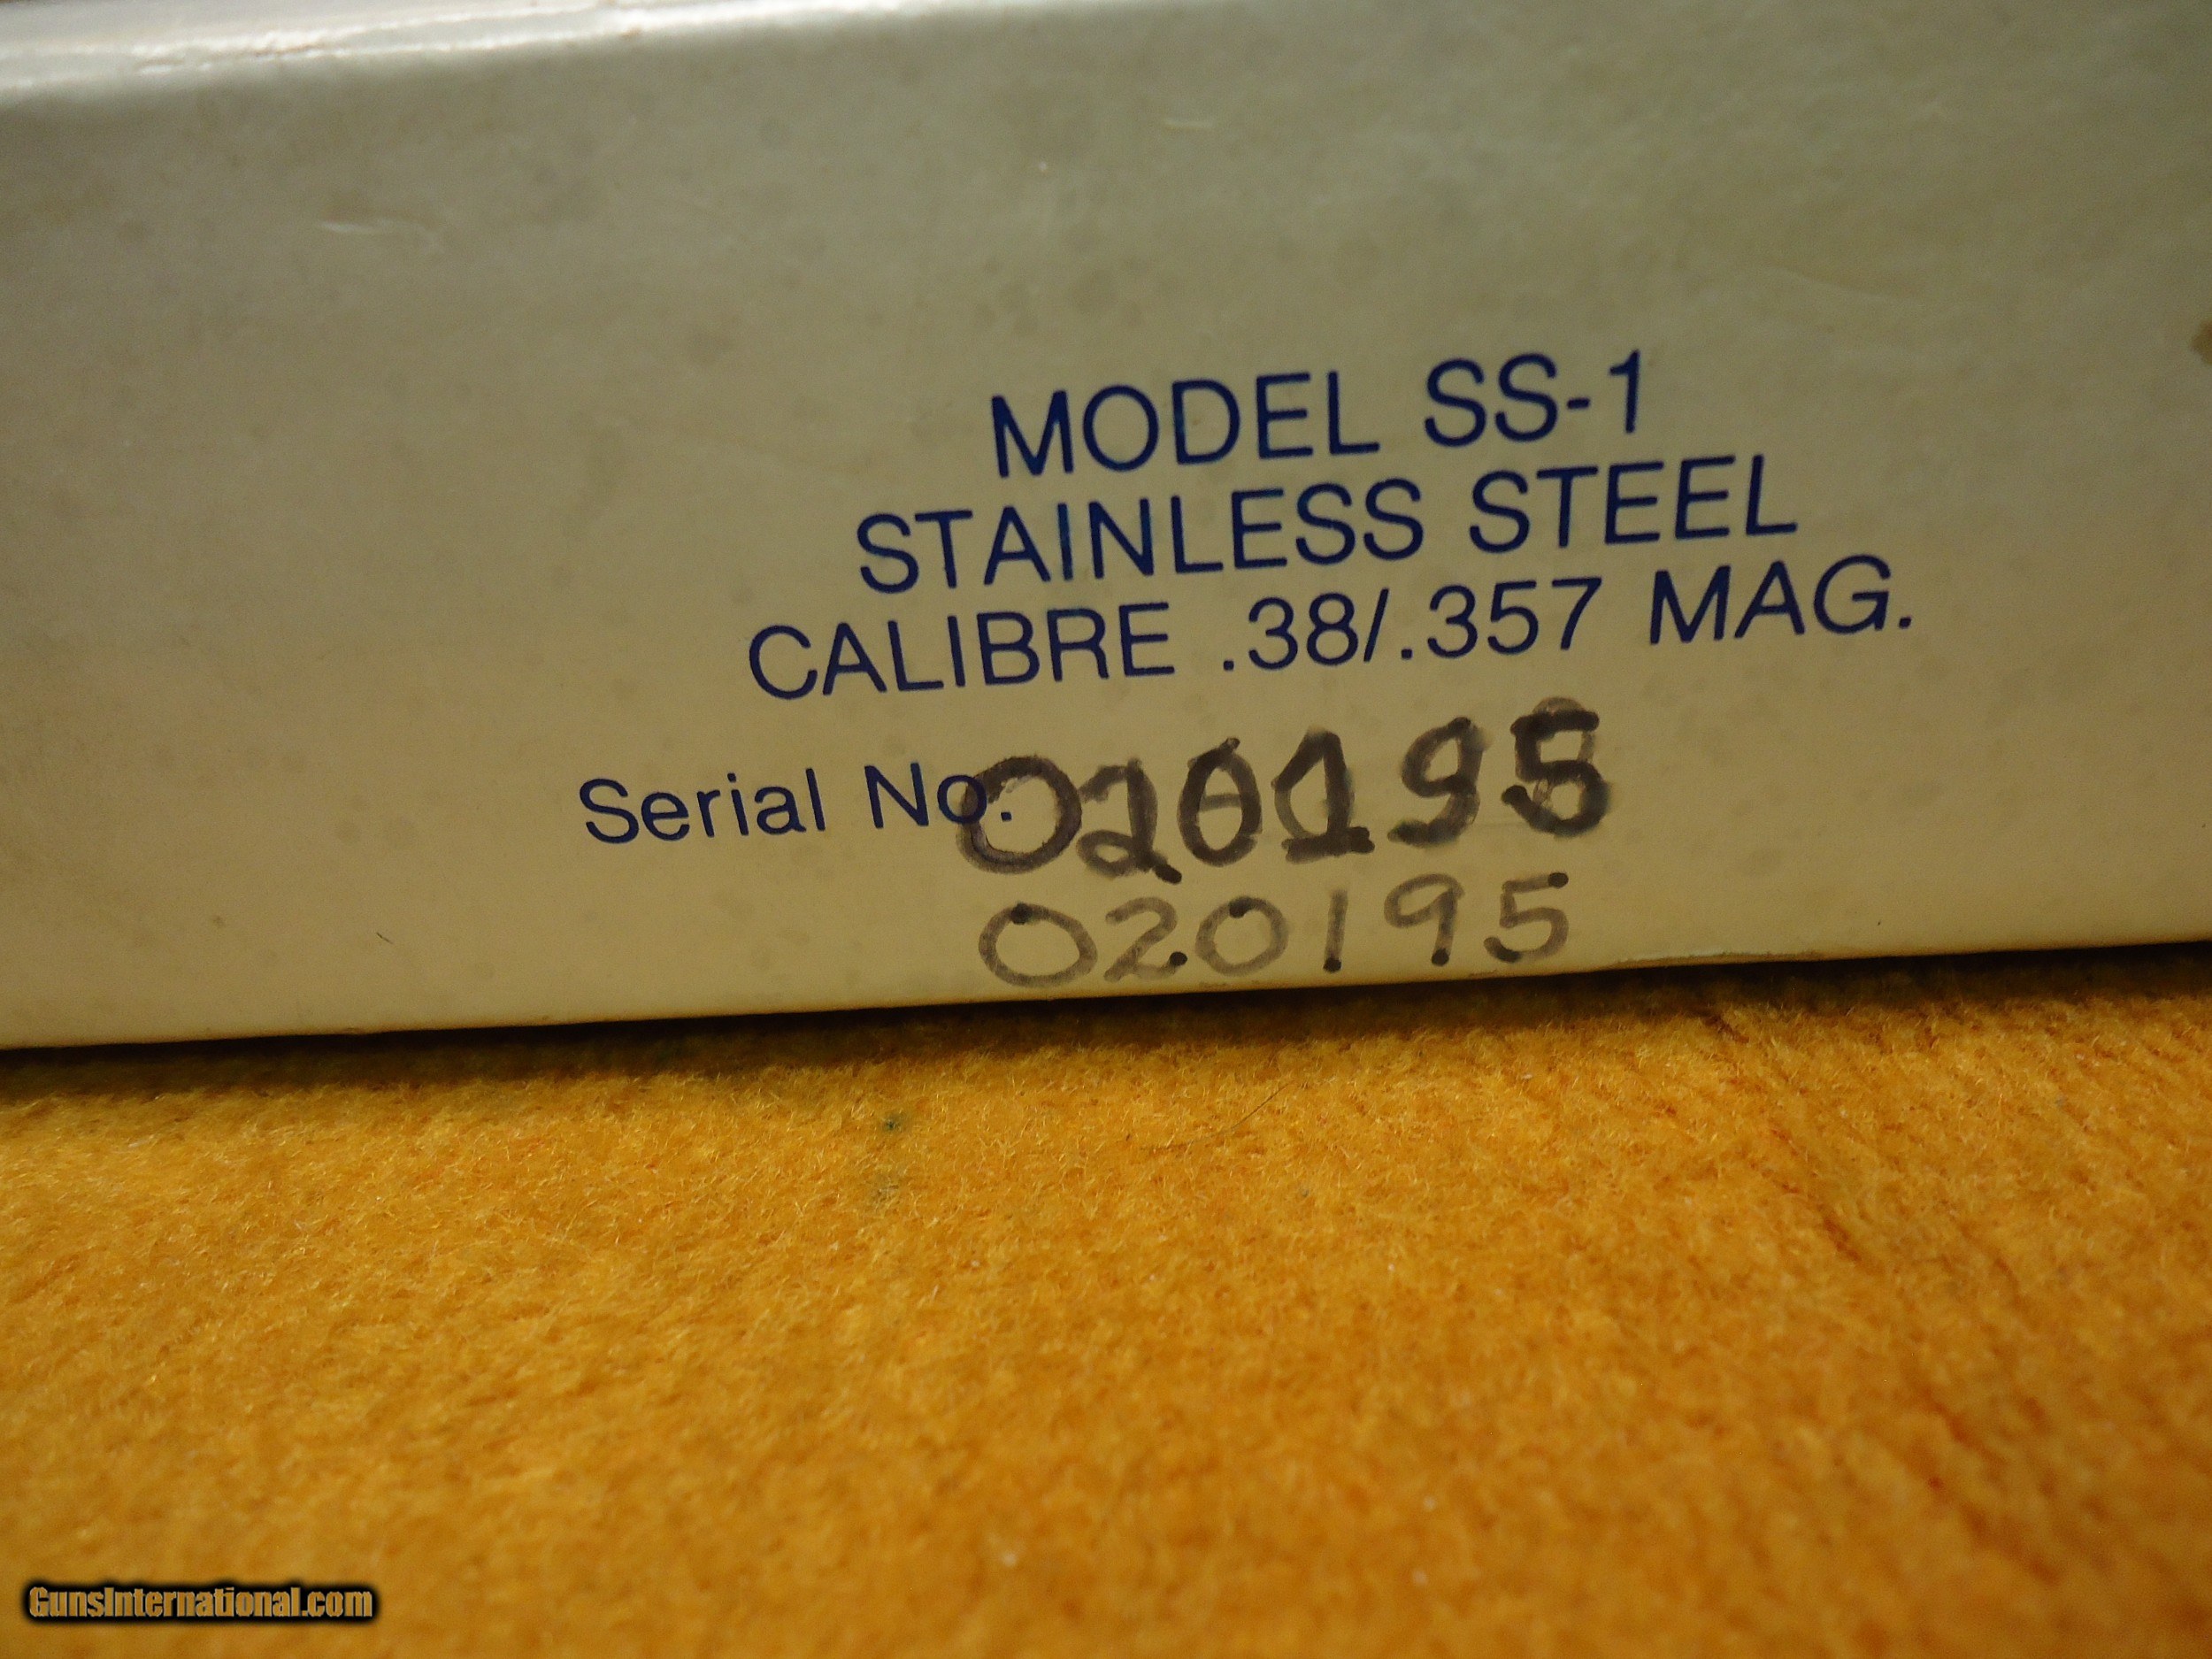 MODEL SS-1
STAINLESS STEEL
CALIBRE .38/.357 MAG.
Serial No. 020195
020195
GunsInternational.com